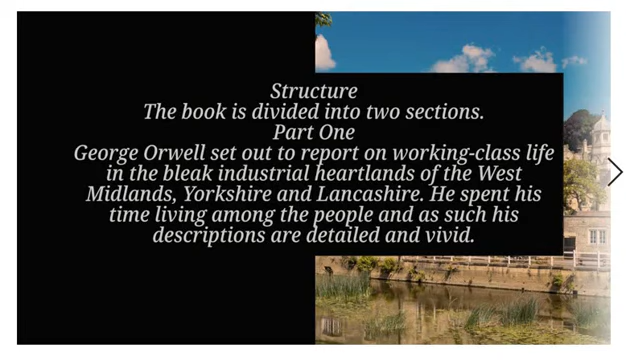 Structure
The book is divided into two sections.
Part One
George Orwell set out to report on working-class life
in the bleak industrial heartlands of the West
Midlands, Yorkshire and Lancashire. He spent his
time living among the people and as such his
descriptions are detailed and vivid.